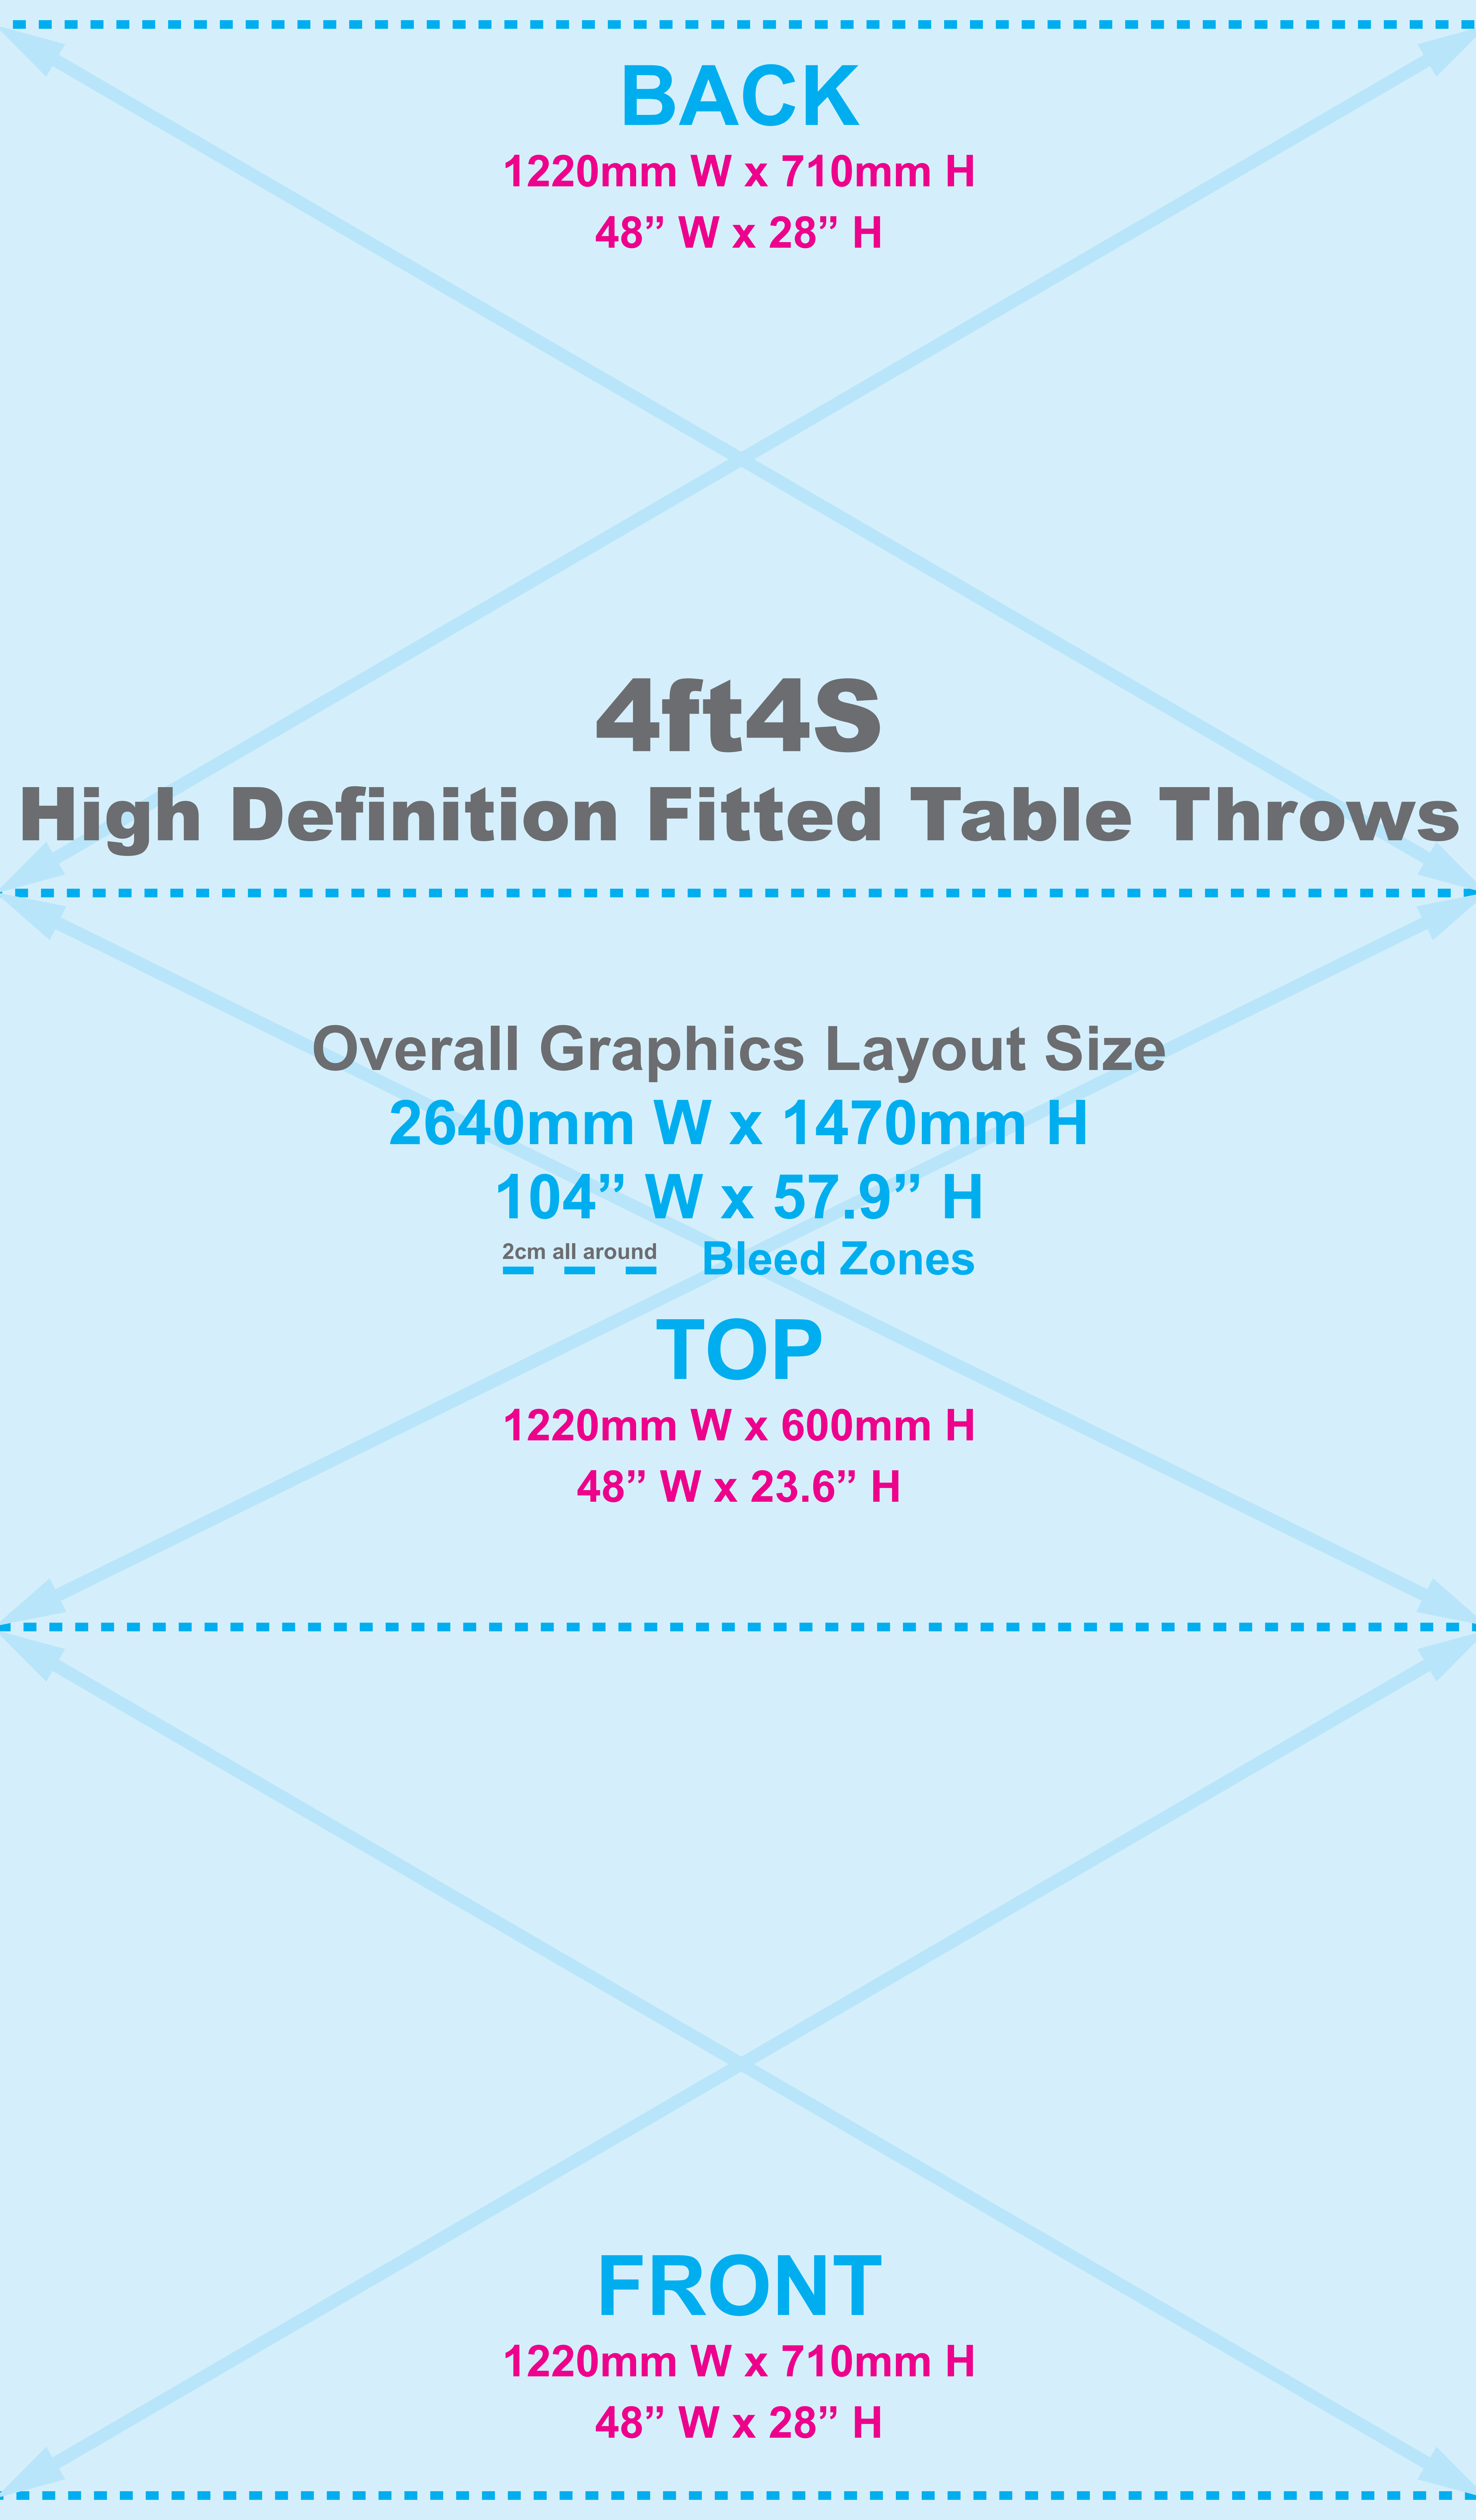 BACK
1220mm W x 710mm H
48” W x 28” H
4ft4S
High Definition Fitted Table Throws
Overall Graphics Layout Size
2640mm W x 1470mm H
104” W x 57.9” H
2cm all around Bleed Zones
TOP
1220mm W x 600mm H
48” W x 23.6” H
FRONT
1220mm W x 710mm H
48” W x 28” H